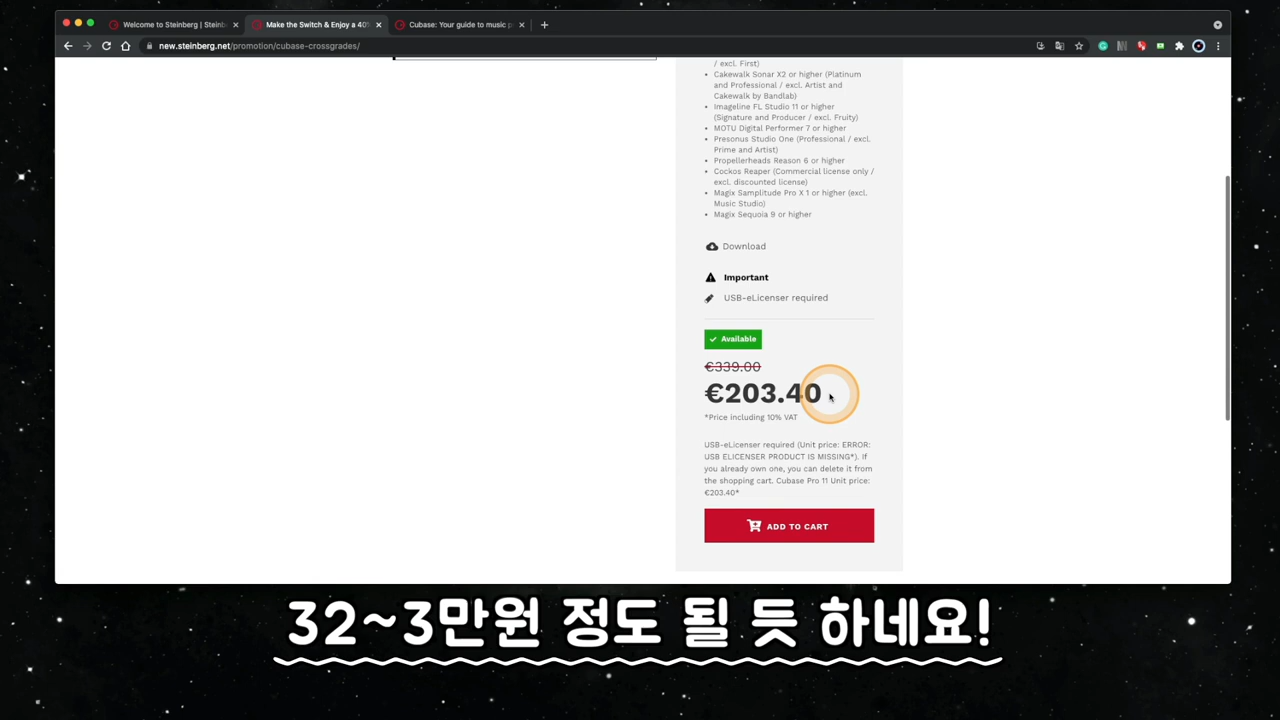 Welcome to Steinberg | Steinb
Make the Switch & Enjoy a 40%
Cubase: Your guide to music p
new.steinberg.net/promotion/cubase-crossgrades/
/ excl. First)
Cakewalk Sonar X2 or higher (Platinum
and Professional / excl. Artist and
Cakewalk by Bandlab)
Imageline FL Studio 11 or higher
(Signature and Producer / excl. Fruity)
MOTU Digital Performer 7 or higher
Presonus Studio One (Professional / excl.
Prime and Artist)
Propellerheads Reason 6 or higher
Cockos Reaper (Commercial license only /
excl. discounted license)
Magix Samplitude Pro X 1 or higher (excl.
Music Studio)
Magix Sequoia 9 or higher
Download
Important
USB-eLicenser required
Available
€339.00
€203.40
*Price including 10% VAT
USB-eLicenser required (Unit price: ERROR:
USB ELICENSER PRODUCT IS MISSING*). If
you already own one, you can delete it from
the shopping cart. Cubase Pro 11 Unit price:
€203.40*
ADD TO CART
32~3만원 정도 될 듯 하네요!